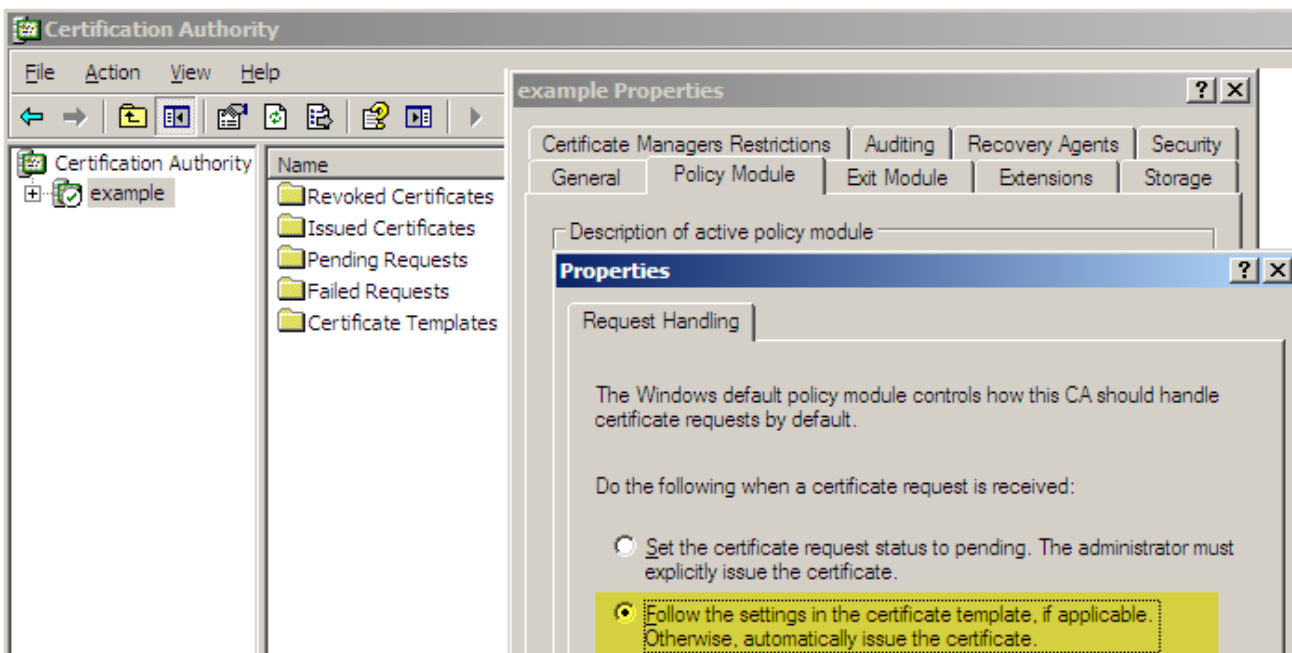 Certification Authority
File Action View Help
Certification Authority
example
Name
Revoked Certificates
Issued Certificates
Pending Requests
Failed Requests
Certificate Templates
example Properties
Certificate Managers Restrictions Auditing Recovery Agents Security
General Policy Module Exit Module Extensions Storage
Description of active policy module
Properties
Request Handling
The Windows default policy module controls how this CA should handle
certificate requests by default.
Do the following when a certificate request is received:
Set the certificate request status to pending. The administrator must
explicitly issue the certificate.
Follow the settings in the certificate template, if applicable.
Otherwise, automatically issue the certificate.